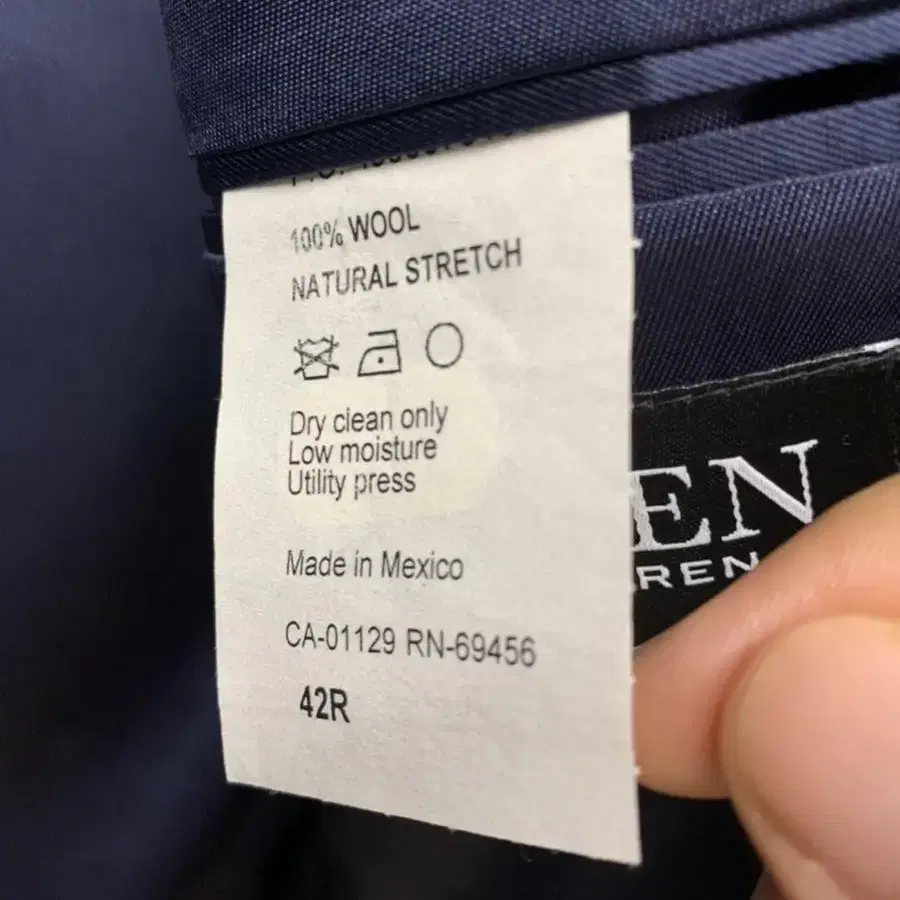 100% WOOL
NATURAL STRETCH
Dry clean only
Low moisture
Utility press
Made in Mexico
CA-01129 RN-69456
42R
EN
REN